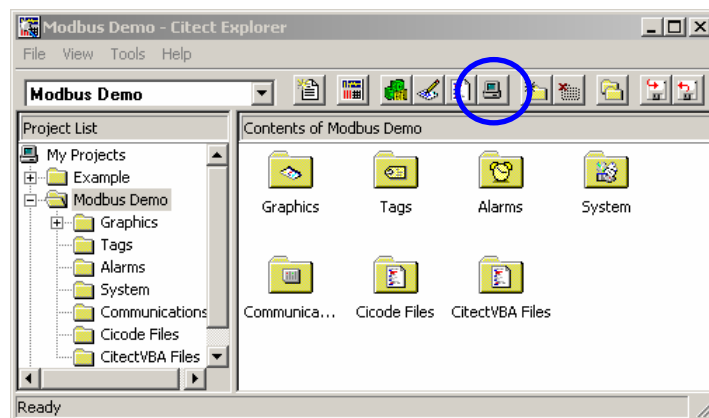 Modbus Demo - Citect Explorer
File View Tools Help
Modbus Demo
Project List
Contents of Modbus Demo
My Projects
Example
Modbus Demo
Graphics
Tags
Alarms
System
Communications
Cicode Files
CitectVBA Files
Graphics Tags Alarms System
Communica... Cicode Files CitectVBA Files
Ready